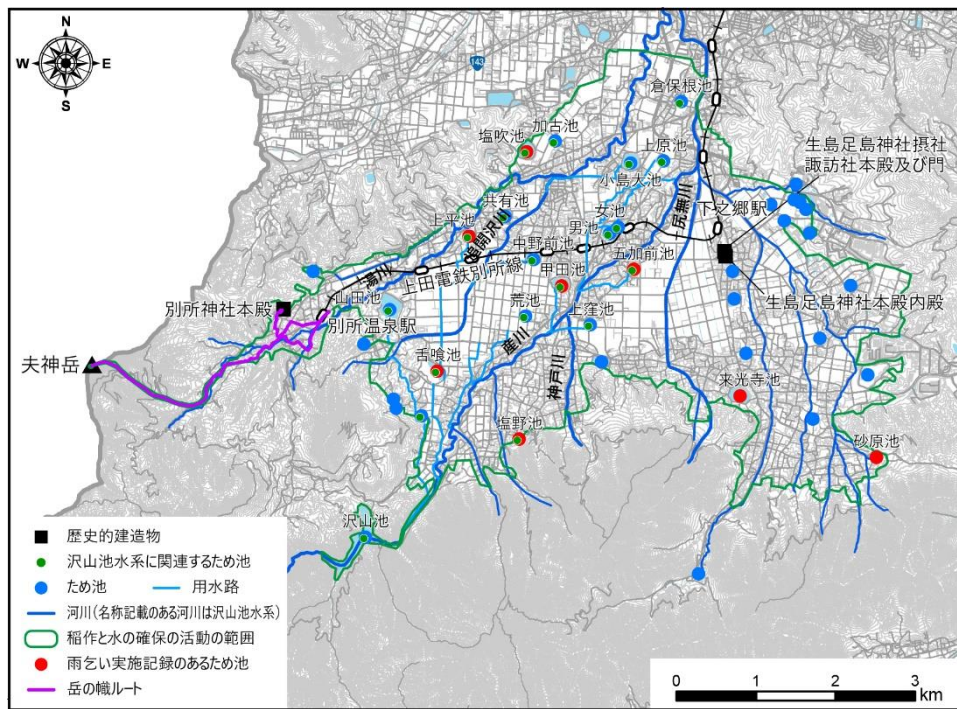 N
W
E
S
143
倉保根池
加古池
塩吹池
上原池
生島足島神社摂社
諏訪社本殿及び門
小島大池
共有池
女池
尻無川
下之郷駅
上平池
追開沢川
男池
中野前池
五加前池
湯川
上田電鉄別所線
甲田池
山田池
別所神社本殿
荒池
上窪池
生島足島神社本殿内殿
別所温泉駅
産川
夫神岳
舌喰池
神戸川
来光寺池
塩野池
砂原池
沢山池
歴史的建造物
沢山池水系に関連するため池
ため池
用水路
河川(名称記載のある河川は沢山池水系)
稲作と水の確保の活動の範囲
雨乞い実施記録のあるため池
岳の幟ルート
0 1 2 3
km